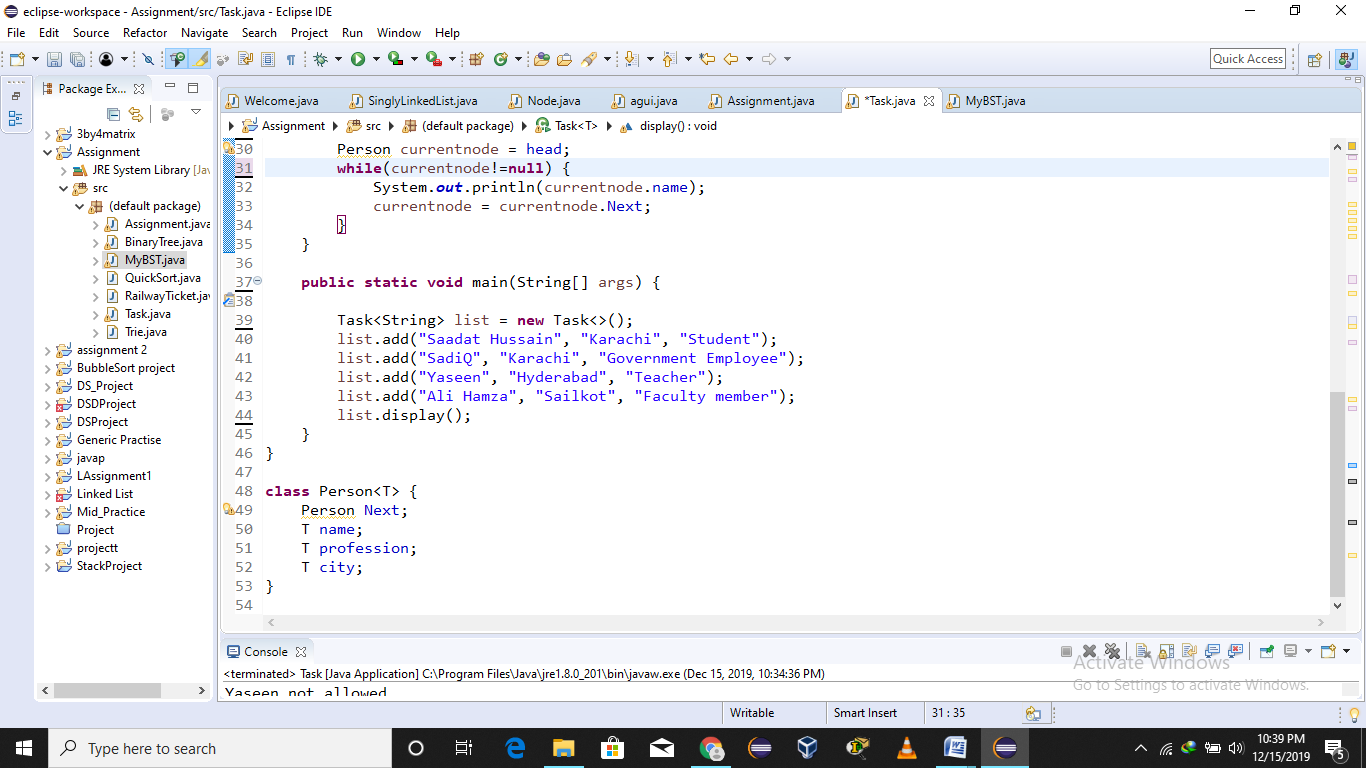 eclipse-workspace - Assignment/src/Task.java - Eclipse IDE
File Edit Source Refactor Navigate Search Project Run Window Help
Quick Access
Package Ex...
3by4matrix
Assignment
JRE System Library [Jav
src
(default package)
Assignment.java
BinaryTree.java
MyBST.java
QuickSort.java
RailwayTicket.jav
Task.java
Trie.java
assignment 2
BubbleSort project
DS_Project
DSDProject
DSProject
Generic Practise
javap
LAssignment1
Linked List
Mid_Practice
Project
projectt
StackProject
Welcome.java SinglyLinkedList.java Node.java agui.java Assignment.java *Task.java MyBST.java
Assignment src (default package) Task<T> display() : void
30 Person currentnode = head;
31 while(currentnode!=null) {
32 System.out.println(currentnode.name);
33 currentnode = currentnode.Next;
34 }
35 }
36
37 public static void main(String[] args) {
38
39 Task<String> list = new Task<>();
40 list.add("Saadat Hussain", "Karachi", "Student");
41 list.add("SadiQ", "Karachi", "Government Employee");
42 list.add("Yaseen", "Hyderabad", "Teacher");
43 list.add("Ali Hamza", "Sailkot", "Faculty member");
44 list.display();
45 }
46 }
47
48 class Person<T> {
49 Person Next;
50 T name;
51 T profession;
52 T city;
53 }
54
Console
<terminated> Task [Java Application] C:\Program Files\Java\jre1.8.0_201\bin\javaw.exe (Dec 15, 2019, 10:34:36 PM)
Yaseen not allowed
Activate Windows
Go to Settings to activate Windows.
Writable Smart Insert 31 : 35
Type here to search
10:39 PM
12/15/2019
5